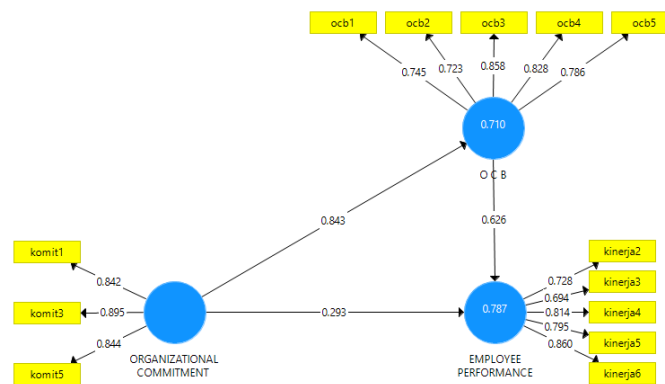 ocb1
ocb2
ocb3
ocb4
ocb5
0.745
0.723
0.858
0.828
0.786
0.710
O C B
0.843
0.626
komit1
komit3
komit5
0.842
0.895
0.844
ORGANIZATIONAL
COMMITMENT
0.293
0.787
EMPLOYEE
PERFORMANCE
0.728
0.694
0.814
0.795
0.860
kinerja2
kinerja3
kinerja4
kinerja5
kinerja6